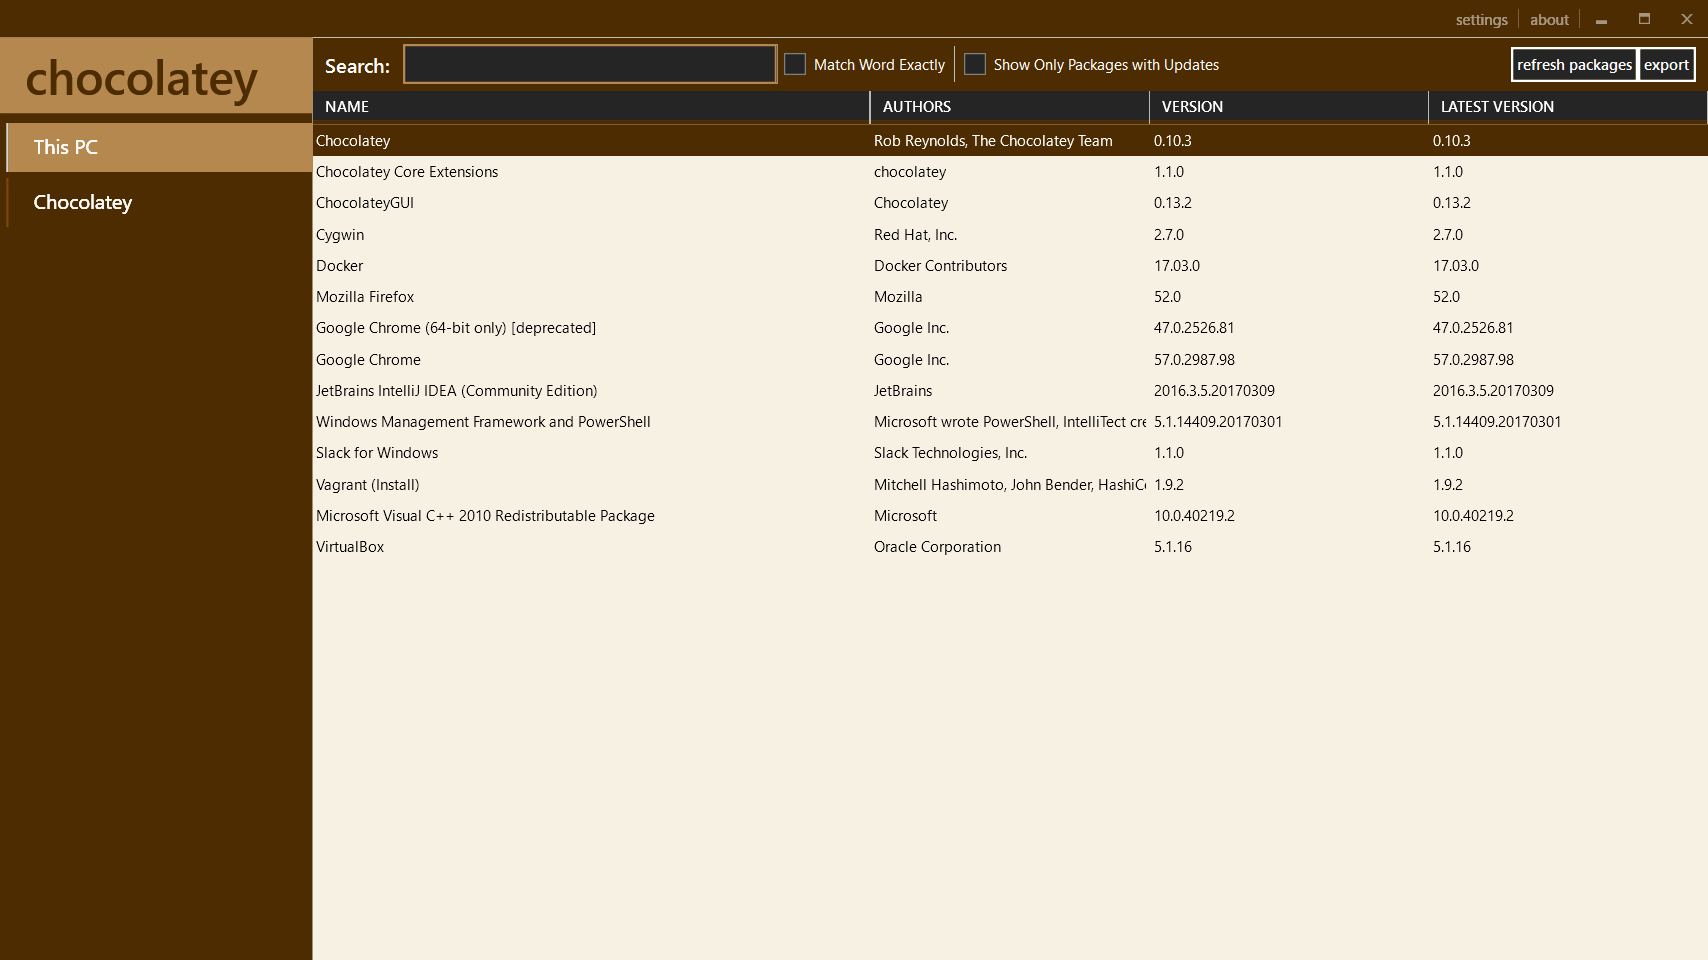 settings about
chocolatey
Search: Match Word Exactly Show Only Packages with Updates refresh packages export
NAME AUTHORS VERSION LATEST VERSION
This PC
Chocolatey
Chocolatey Rob Reynolds, The Chocolatey Team 0.10.3 0.10.3
Chocolatey Core Extensions chocolatey 1.1.0 1.1.0
ChocolateyGUI Chocolatey 0.13.2 0.13.2
Cygwin Red Hat, Inc. 2.7.0 2.7.0
Docker Docker Contributors 17.03.0 17.03.0
Mozilla Firefox Mozilla 52.0 52.0
Google Chrome (64-bit only) [deprecated] Google Inc. 47.0.2526.81 47.0.2526.81
Google Chrome Google Inc. 57.0.2987.98 57.0.2987.98
JetBrains IntelliJ IDEA (Community Edition) JetBrains 2016.3.5.20170309 2016.3.5.20170309
Windows Management Framework and PowerShell Microsoft wrote PowerShell, IntelliTect cre 5.1.14409.20170301 5.1.14409.20170301
Slack for Windows Slack Technologies, Inc. 1.1.0 1.1.0
Vagrant (Install) Mitchell Hashimoto, John Bender, HashiC 1.9.2 1.9.2
Microsoft Visual C++ 2010 Redistributable Package Microsoft 10.0.40219.2 10.0.40219.2
VirtualBox Oracle Corporation 5.1.16 5.1.16